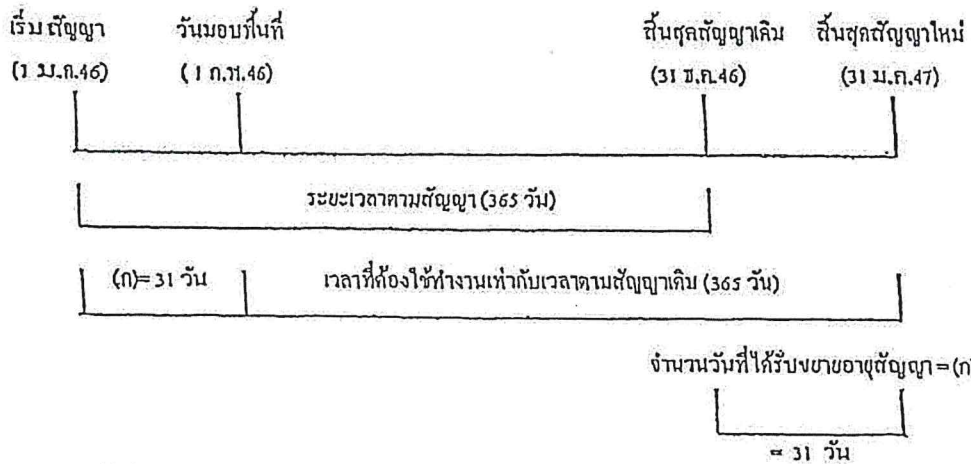 เริ่มสัญญา วันมอบพื้นที่ สิ้นสุดสัญญาเดิม สิ้นสุดสัญญาใหม่
(1 ม.ค.46) (1 ก.พ.46) (31 ธ.ค.46) (31 ม.ค.47)
ระยะเวลาตามสัญญา (365 วัน)
(ก)= 31 วัน เวลาที่ต้องใช้ทำงานเท่ากับเวลาตามสัญญาเดิม (365 วัน)
จำนวนวันที่ได้รับขยายอายุสัญญา = (ก
= 31 วัน